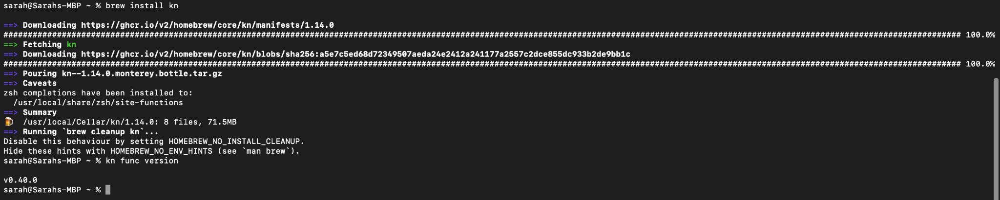 sarah@Sarahs-MBP ~ % brew install kn
==> Downloading https://ghcr.io/v2/homebrew/core/kn/manifests/1.14.0
##################################################################################################################################################################################################### 100.0%
==> Fetching kn
==> Downloading https://ghcr.io/v2/homebrew/core/kn/blobs/sha256:a5e7c5ed68d72349507aeda24e2412a241177a2557c2dce855dc933b2de9bb1c
##################################################################################################################################################################################################### 100.0%
==> Pouring kn--1.14.0.monterey.bottle.tar.gz
==> Caveats
zsh completions have been installed to:
  /usr/local/share/zsh/site-functions
==> Summary
🍺  /usr/local/Cellar/kn/1.14.0: 8 files, 71.5MB
==> Running `brew cleanup kn`...
Disable this behaviour by setting HOMEBREW_NO_INSTALL_CLEANUP.
Hide these hints with HOMEBREW_NO_ENV_HINTS (see `man brew`).
sarah@Sarahs-MBP ~ % kn func version
v0.40.0
sarah@Sarahs-MBP ~ %